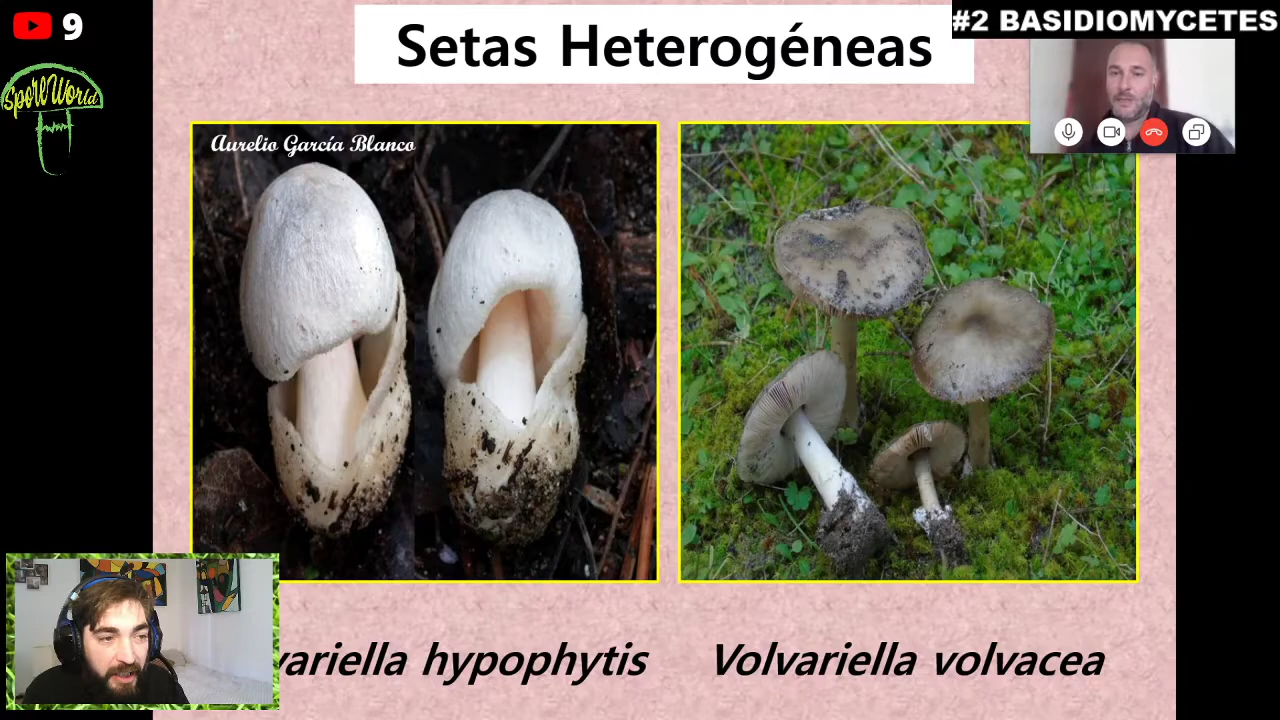 9
Setas Heterogéneas
#2 BASIDIOMYCETES
SporeWorld
Aurelio García Blanco
variella hypophytis
Volvariella volvacea